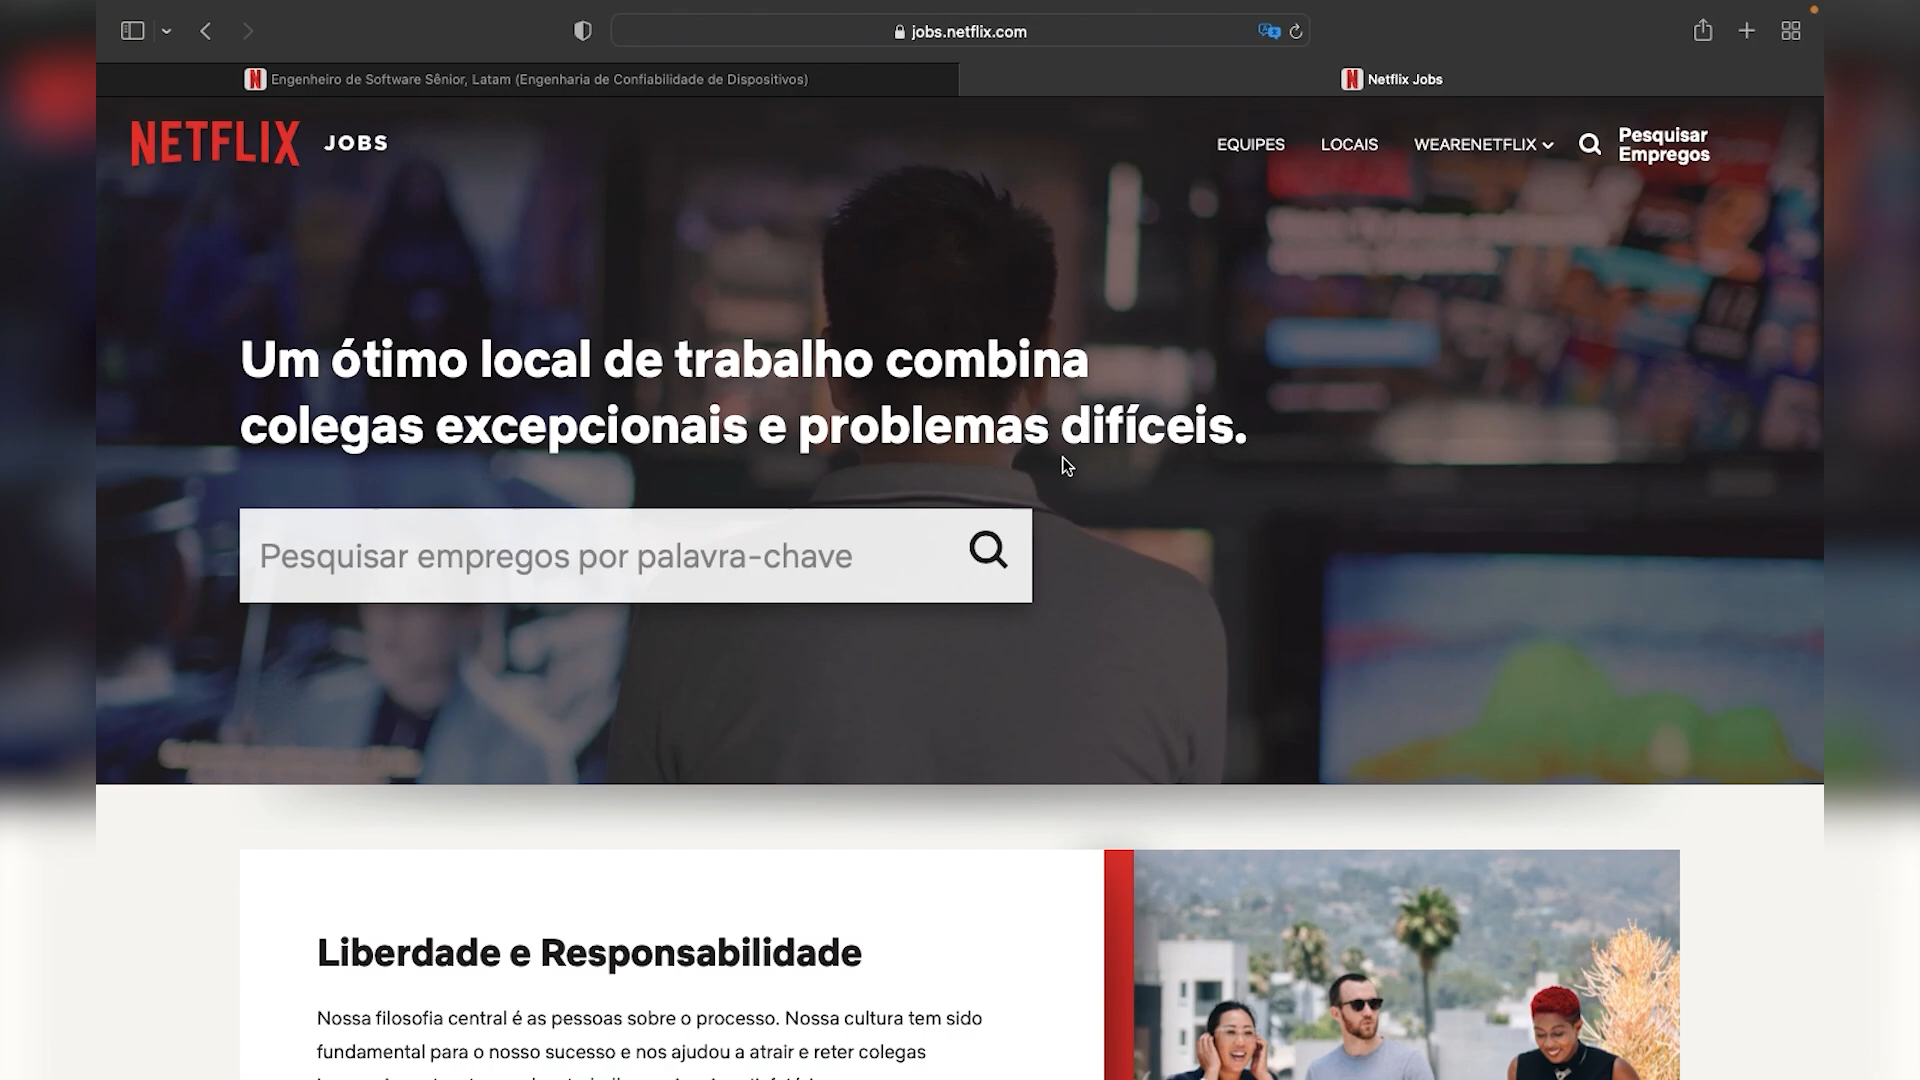 jobs.netflix.com
Engenheiro de Software Sênior, Latam (Engenharia de Confiabilidade de Dispositivos)
Netflix Jobs
NETFLIX JOBS
EQUIPES
LOCAIS
WEARENETFLIX
Pesquisar
Empregos
Um ótimo local de trabalho combina
colegas excepcionais e problemas difíceis.
Pesquisar empregos por palavra-chave
Liberdade e Responsabilidade
Nossa filosofia central é as pessoas sobre o processo. Nossa cultura tem sido
fundamental para o nosso sucesso e nos ajudou a atrair e reter colegas